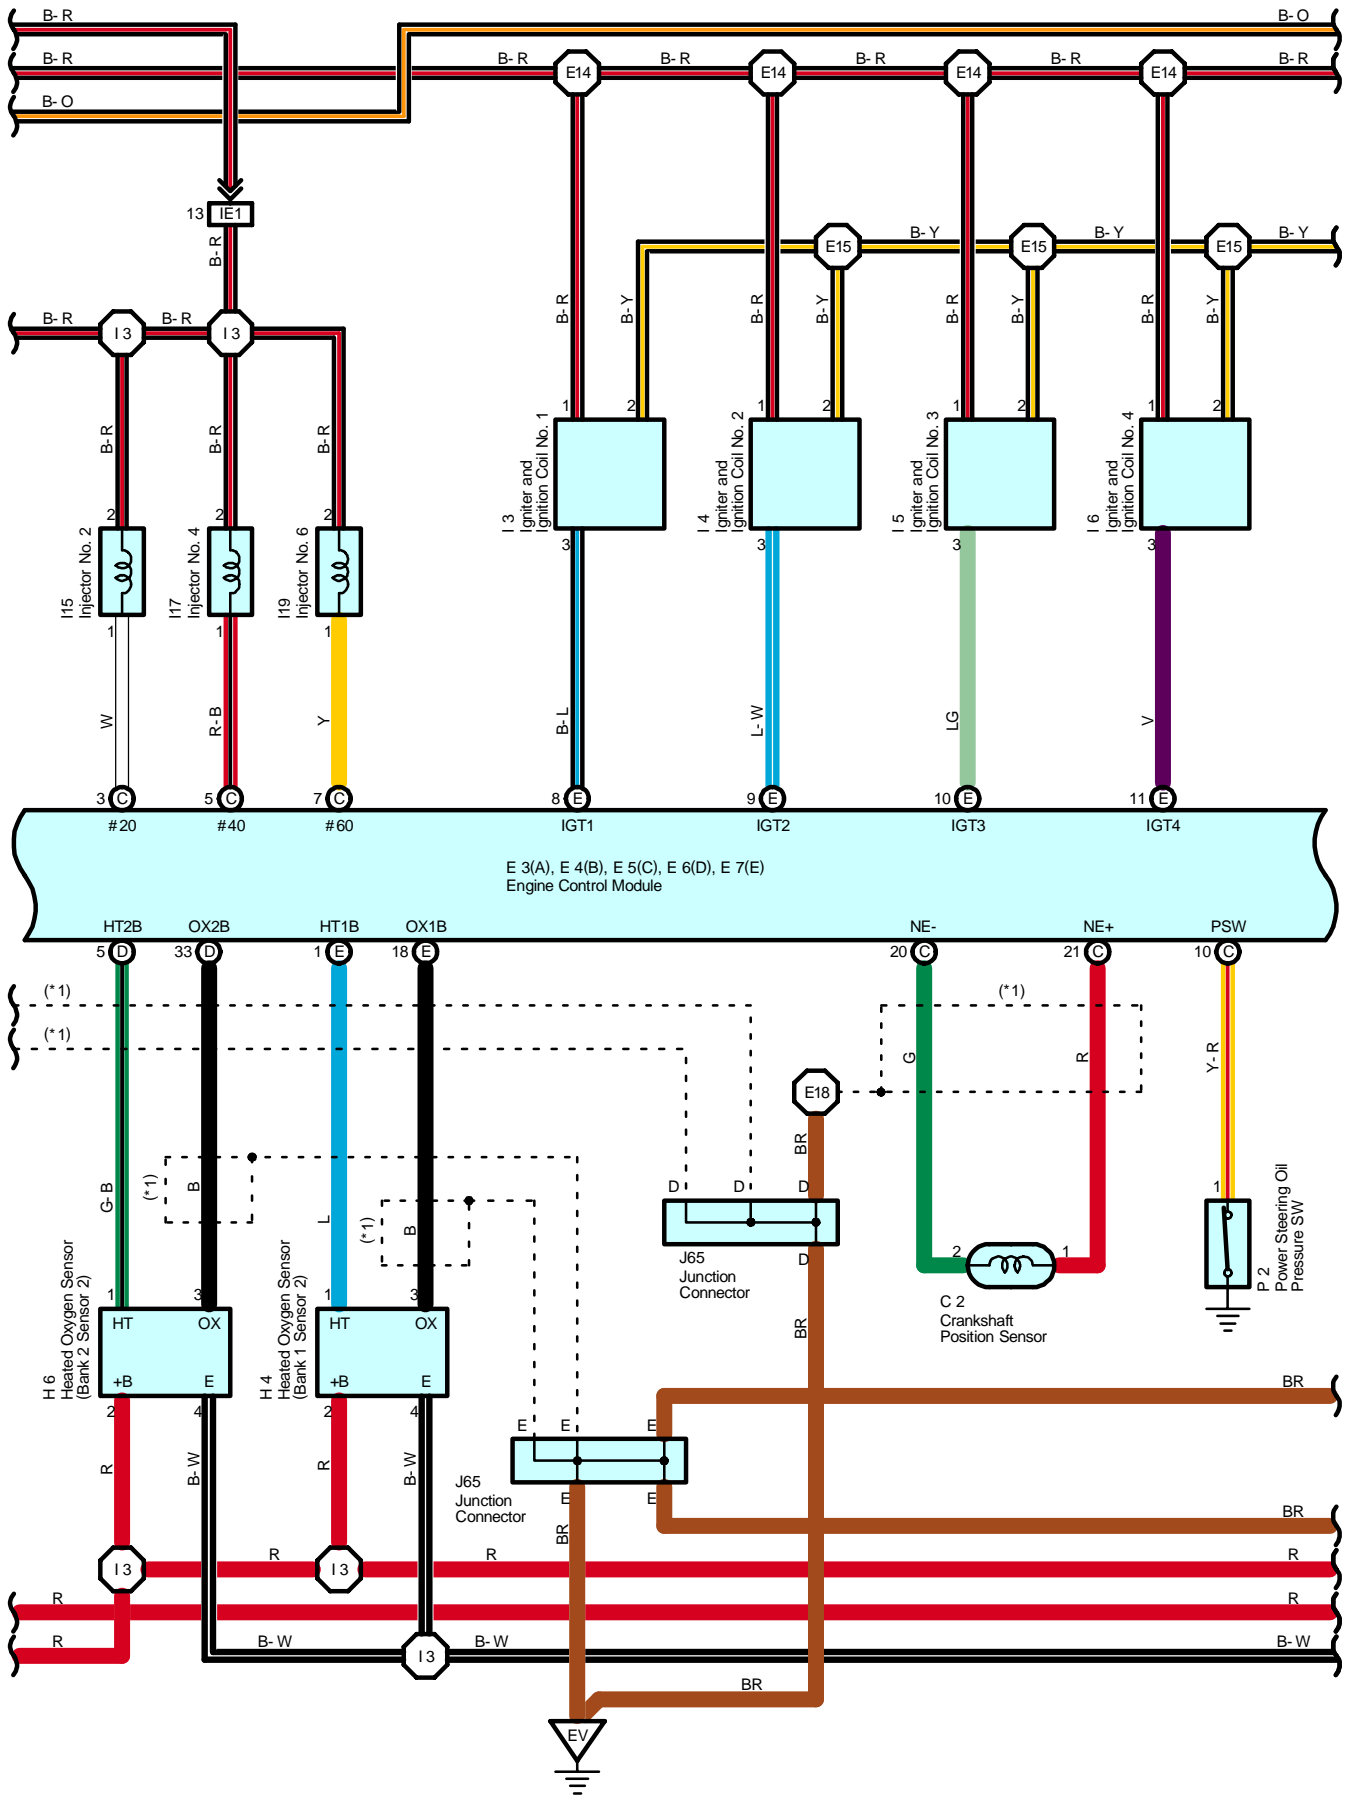 B-R
B-O
B-R
B-R
B-R
B-R
B-R
B-R
E14
E14
E14
E14
B-O
13
IE1
B-R
B-Y
B-Y
B-Y
E15
E15
E15
B-R
B-R
I 3
I 3
B-R
B-Y
B-R
B-Y
B-R
B-Y
B-R
B-Y
1
2
1
2
1
2
1
2
B-R
B-R
B-R
I 3
Igniter and
Ignition Coil No. 1
I 4
Igniter and
Ignition Coil No. 2
I 5
Igniter and
Ignition Coil No. 3
I 6
Igniter and
Ignition Coil No. 4
2
2
2
I15
Injector No. 2
I17
Injector No. 4
I19
Injector No. 6
3
3
3
3
1
1
1
W
R-B
Y
B-L
L-W
LG
V
3
C
5
C
7
C
8
E
9
E
10
E
11
E
#20
#40
#60
IGT1
IGT2
IGT3
IGT4
E 3(A), E 4(B), E 5(C), E 6(D), E 7(E)
Engine Control Module
HT2B
OX2B
HT1B
OX1B
NE-
NE+
PSW
5
D
33
D
1
E
18
E
20
C
21
C
10
C
(*1)
(*1)
(*1)
G
R
Y-R
E18
BR
G-B
(*1)
B
L
(*1)
B
D
D
D
1
P 2
Power Steering Oil
Pressure SW
J65
Junction
Connector
D
2
1
C 2
Crankshaft
Position Sensor
1
3
1
3
H 6
Heated Oxygen Sensor
(Bank 2 Sensor 2)
HT
OX
H 4
Heated Oxygen Sensor
(Bank 1 Sensor 2)
HT
OX
BR
+B
E
+B
E
BR
2
4
2
4
E
E
E
R
B-W
R
B-W
J65
Junction
Connector
E
E
BR
BR
I 3
R
I 3
R
R
R
R
R
B-W
I 3
B-W
B-W
BR
EV